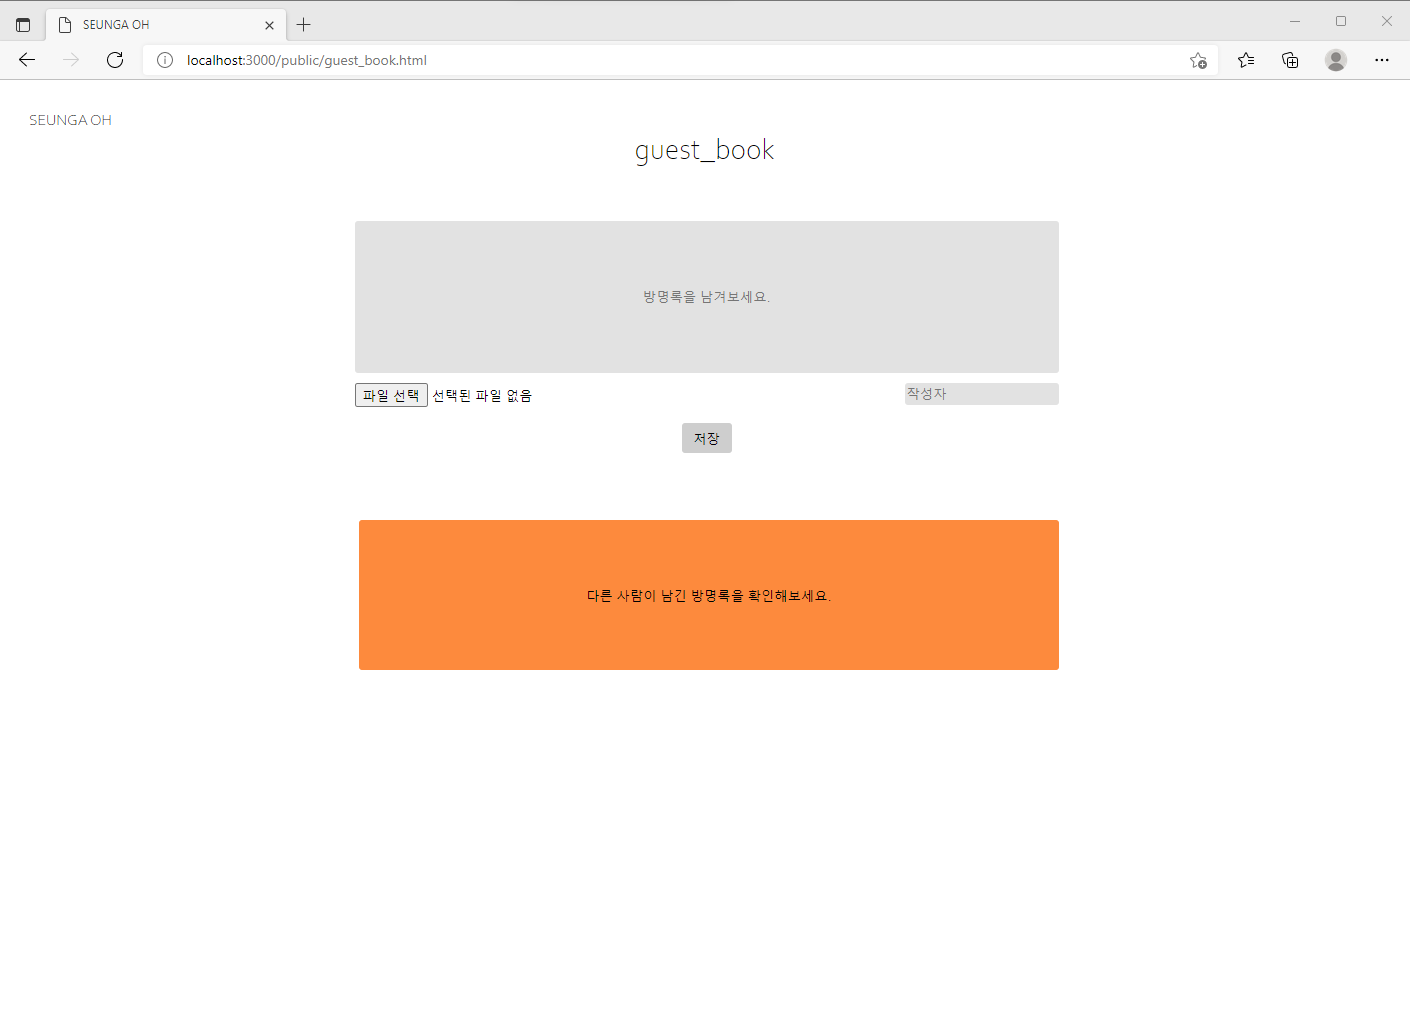 SEUNGA OH
localhost:3000/public/guest_book.html
SEUNGA OH
guest_book
방명록을 남겨보세요.
파일 선택 선택된 파일 없음
작성자
저장
다른 사람이 남긴 방명록을 확인해보세요.